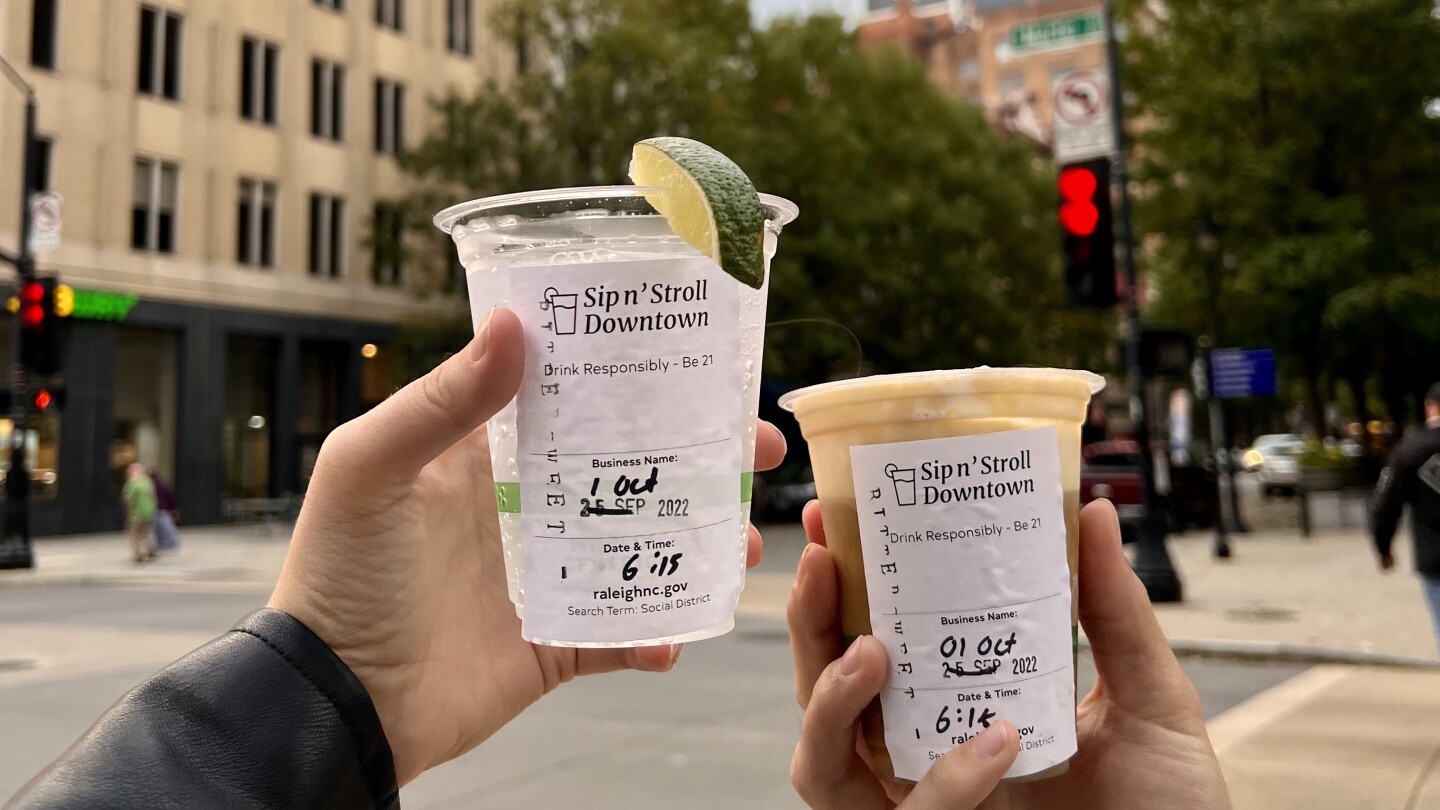 Sip n' Stroll
Downtown
Drink Responsibly - Be 21
Business Name:
1 Oct
25 SEP 2022
Date & Time:
6:15
raleighnc.gov
Search Term: Social District
Sip n' Stroll
Downtown
Drink Responsibly - Be 21
Business Name:
01 Oct
25 SEP 2022
Date & Time:
SUBWAY